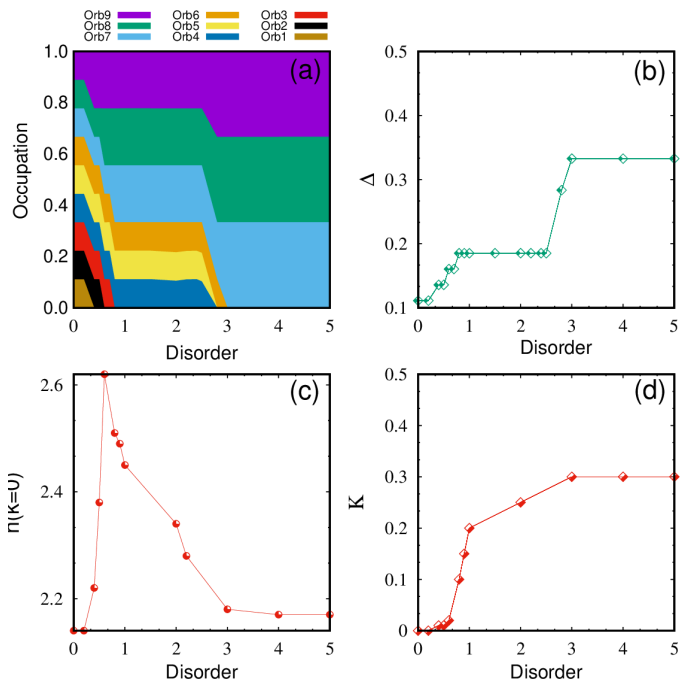 Orb9 Orb6 Orb3
Orb8 Orb5 Orb2
Orb7 Orb4 Orb1
(a)
1.0
0.8
0.6
0.4
0.2
0.0
Occupation
0 1 2 3 4 5
Disorder
(b)
0.5
0.4
0.3
0.2
0.1
Δ
0 1 2 3 4 5
Disorder
(c)
2.6
2.4
2.2
n(k=0)
0 1 2 3 4 5
Disorder
(d)
0.5
0.4
0.3
0.2
0.1
0
K
0 1 2 3 4 5
Disorder